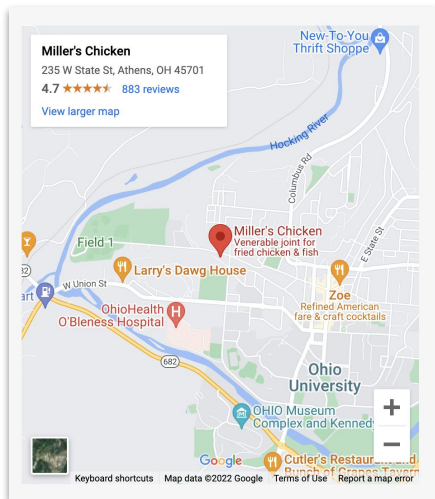 Miller's Chicken
235 W State St, Athens, OH 45701
4.7
883 reviews
View larger map
New-To-You
Thrift Shoppe
Hocking River
Columbus Rd
E State St
Miller's Chicken
Venerable joint for
fried chicken & fish
Field 1
Larry's Dawg House
W Union St
art
Zoe
Refined American
fare & craft cocktails
OhioHealth
O'Bleness Hospital
H
682
Ohio
University
OHIO Museum
Complex and Kenned
+
−
Cutler's Restaurant and
Bunch of Grapes Tavern
Google
Keyboard shortcuts
Map data ©2022 Google
Terms of Use
Report a map error